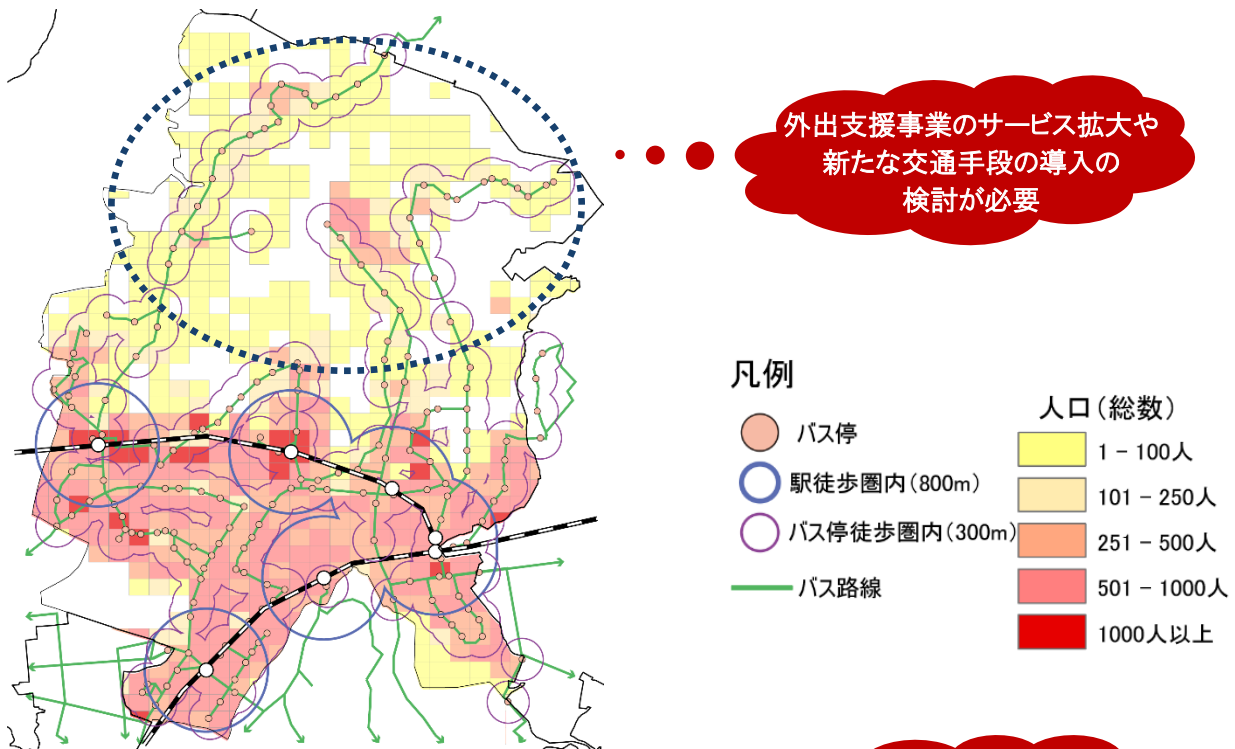 外出支援事業のサービス拡大や
新たな交通手段の導入の
検討が必要
凡例
バス停
駅徒歩圏内(800m)
バス停徒歩圏内(300m)
バス路線
人口(総数)
1 - 100人
101 - 250人
251 - 500人
501 - 1000人
1000人以上